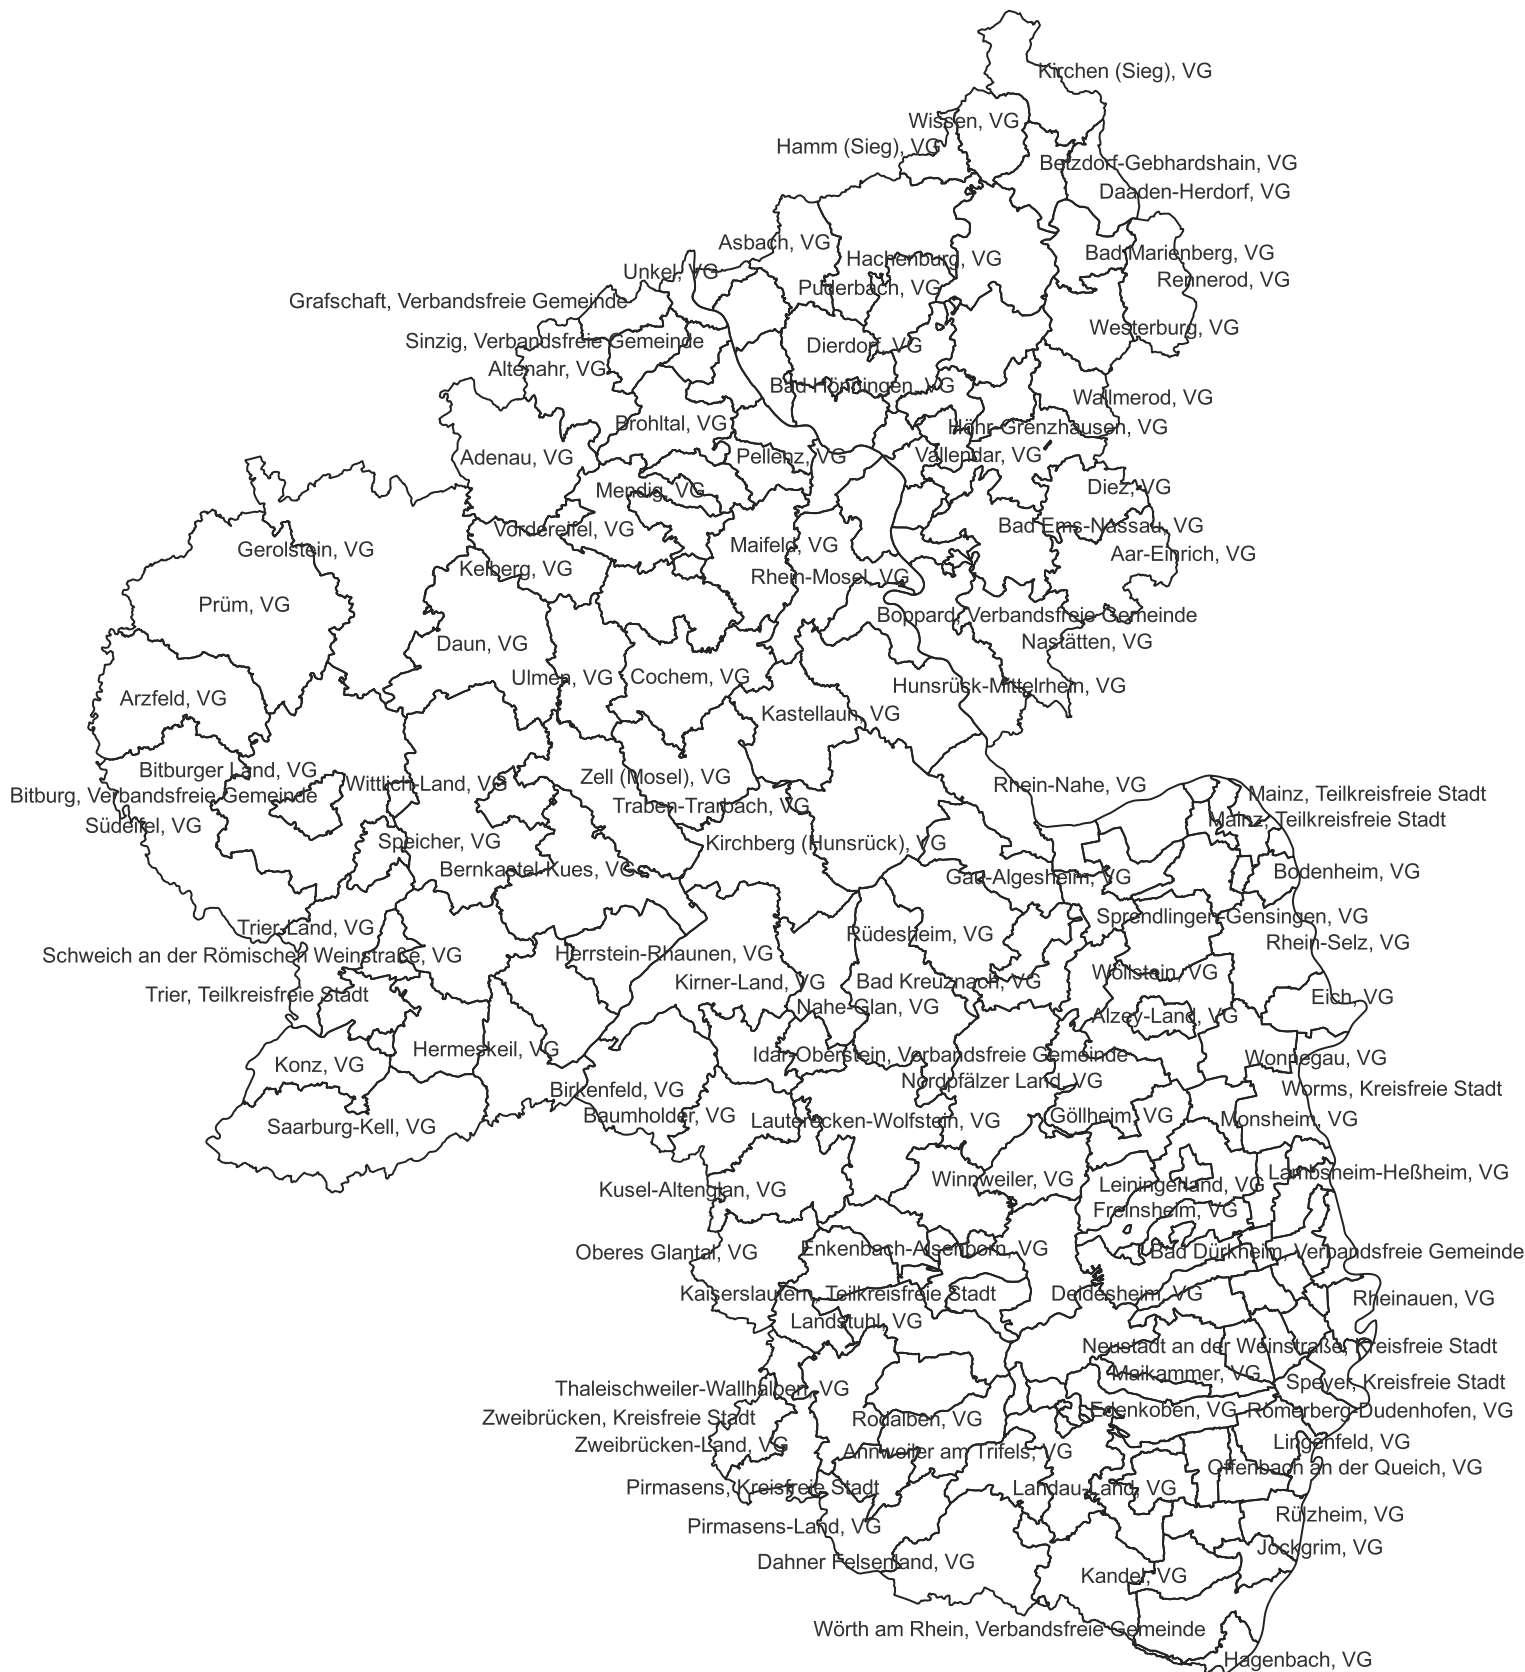 Kirchen (Sieg), VG
Wissen, VG
Hamm (Sieg), VG
Betzdorf-Gebhardshain, VG
Daaden-Herdorf, VG
Asbach, VG
Bad Marienberg, VG
Hachenburg, VG
Unkel, VG
Rennerod, VG
Puderbach, VG
Grafschaft, Verbandsfreie Gemeinde
Westerburg, VG
Sinzig, Verbandsfreie Gemeinde
Dierdorf, VG
Altenahr, VG
Bad Hönningen, VG
Wallmerod, VG
Brohltal, VG
Höhr-Grenzhausen, VG
Vallendar, VG
Pellenz, VG
Adenau, VG
Diez, VG
Mendig, VG
Bad Ems-Nassau, VG
Vordereifel, VG
Maifeld, VG
Gerolstein, VG
Aar-Einrich, VG
Kelberg, VG
Rhein-Mosel, VG
Prüm, VG
Boppard, Verbandsfreie Gemeinde
Daun, VG
Nastätten, VG
Ulmen, VG
Cochem, VG
Hunsrück-Mittelrhein, VG
Arzfeld, VG
Kastellaun, VG
Bitburger Land, VG
Zell (Mosel), VG
Wittlich-Land, VG
Rhein-Nahe, VG
Bitburg, Verbandsfreie Gemeinde
Mainz, Teilkreisfreie Stadt
Traben-Trarbach, VG
Mainz, Teilkreisfreie Stadt
Südeifel, VG
Speicher, VG
Kirchberg (Hunsrück), VG
Bernkastel-Kues, VG
Bodenheim, VG
Gau-Algesheim, VG
Sprendlingen-Gensingen, VG
Trier-Land, VG
Rüdesheim, VG
Rhein-Selz, VG
Schweich an der Römischen Weinstraße, VG
Herrstein-Rhaunen, VG
Wöllstein, VG
Kirner-Land, VG
Bad Kreuznach, VG
Trier, Teilkreisfreie Stadt
Eich, VG
Nahe-Glan, VG
Alzey-Land, VG
Hermeskeil, VG
Idar-Oberstein, Verbandsfreie Gemeinde
Wonnegau, VG
Konz, VG
Nordpfälzer Land, VG
Birkenfeld, VG
Worms, Kreisfreie Stadt
Baumholder, VG
Lauterecken-Wolfstein, VG
Göllheim, VG
Monsheim, VG
Saarburg-Kell, VG
Lambsheim-Heßheim, VG
Winnweiler, VG
Leiningerland, VG
Kusel-Altenglan, VG
Freinsheim, VG
Oberes Glantal, VG
Enkenbach-Alsenborn, VG
Bad Dürkheim, Verbandsfreie Gemeinde
Kaiserslautern, Teilkreisfreie Stadt
Deidesheim, VG
Rheinauen, VG
Landstuhl, VG
Neustadt an der Weinstraße, Kreisfreie Stadt
Maikammer, VG
Speyer, Kreisfreie Stadt
Thaleischweiler-Wallhalben, VG
Edenkoben, VG
Römerberg-Dudenhofen, VG
Zweibrücken, Kreisfreie Stadt
Rodalben, VG
Lingenfeld, VG
Zweibrücken-Land, VG
Annweiler am Trifels, VG
Offenbach an der Queich, VG
Pirmasens, Kreisfreie Stadt
Landau-Land, VG
Rülzheim, VG
Pirmasens-Land, VG
Jockgrim, VG
Dahner Felsenland, VG
Kandel, VG
Wörth am Rhein, Verbandsfreie Gemeinde
Hagenbach, VG